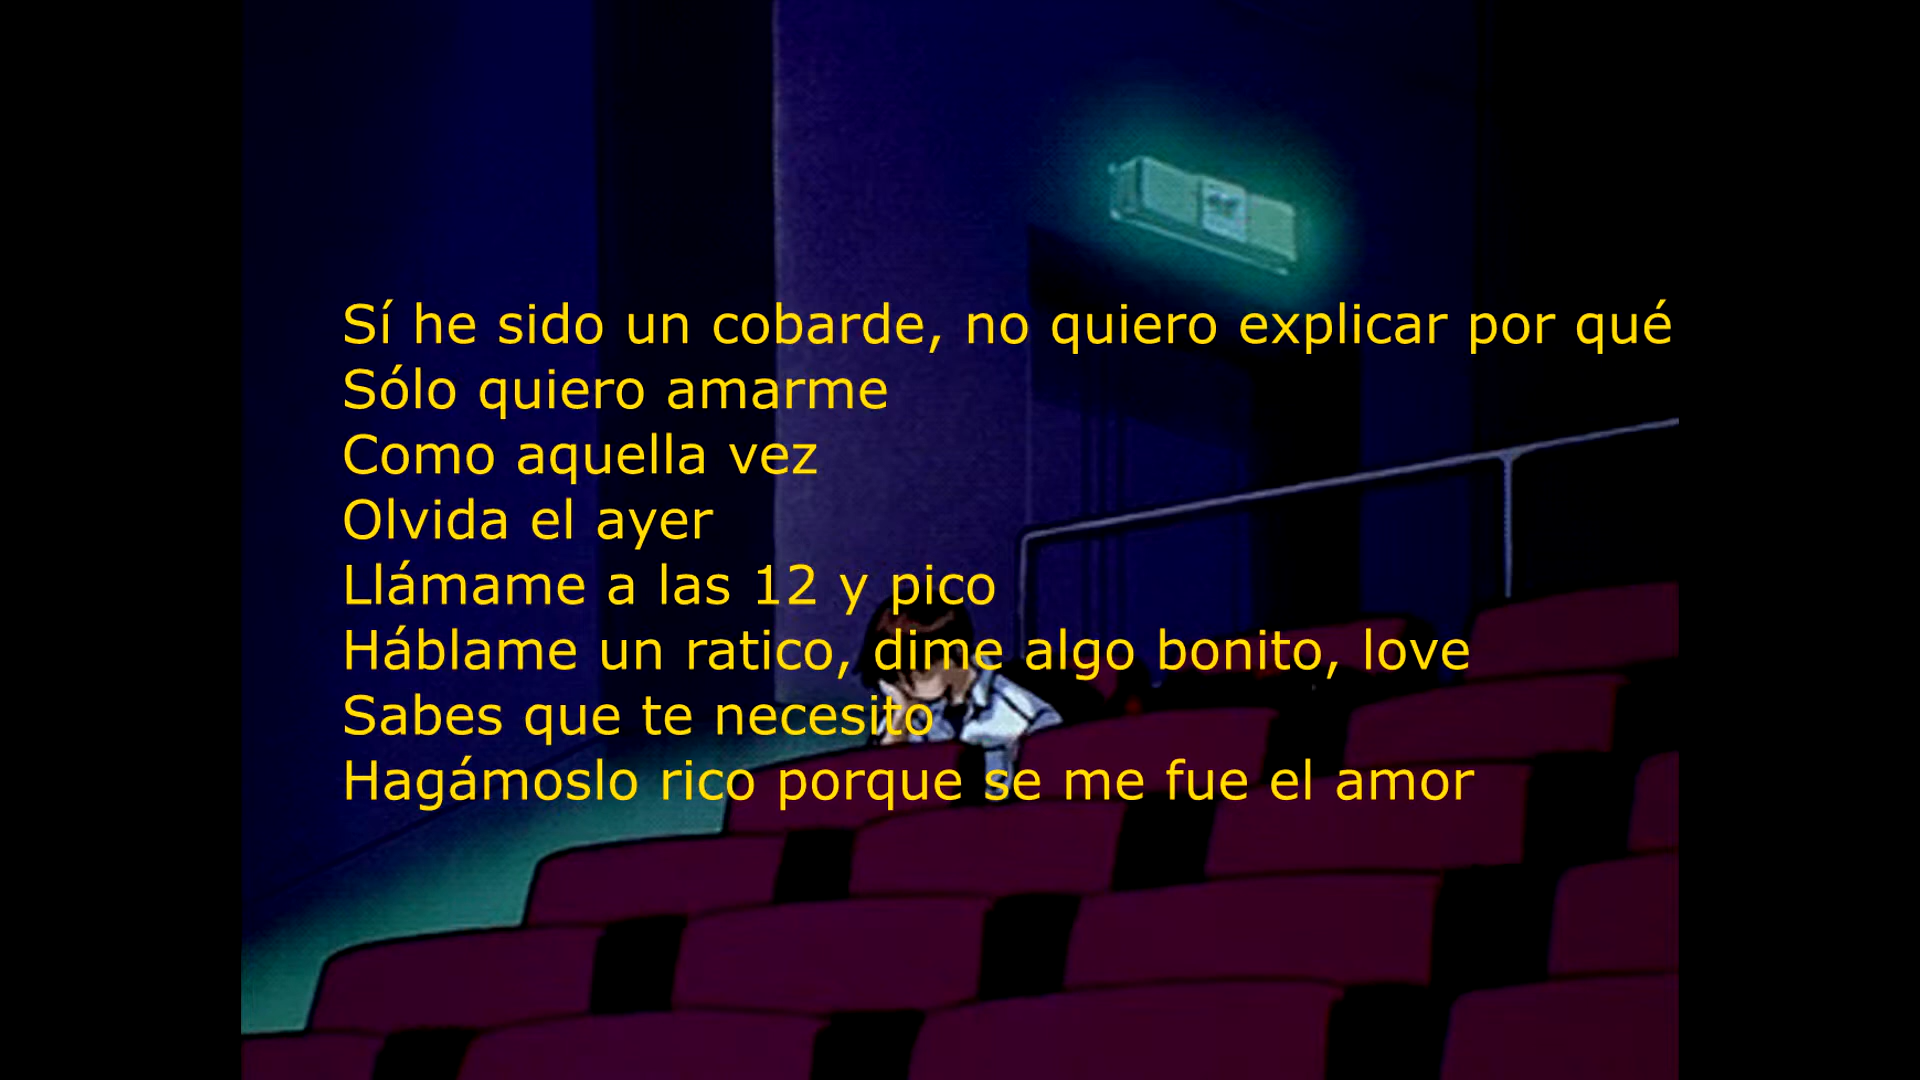 Sí he sido un cobarde, no quiero explicar por qué
Sólo quiero amarme
Como aquella vez
Olvida el ayer
Llámame a las 12 y pico
Háblame un ratico, dime algo bonito, love
Sabes que te necesito
Hagámoslo rico porque se me fue el amor